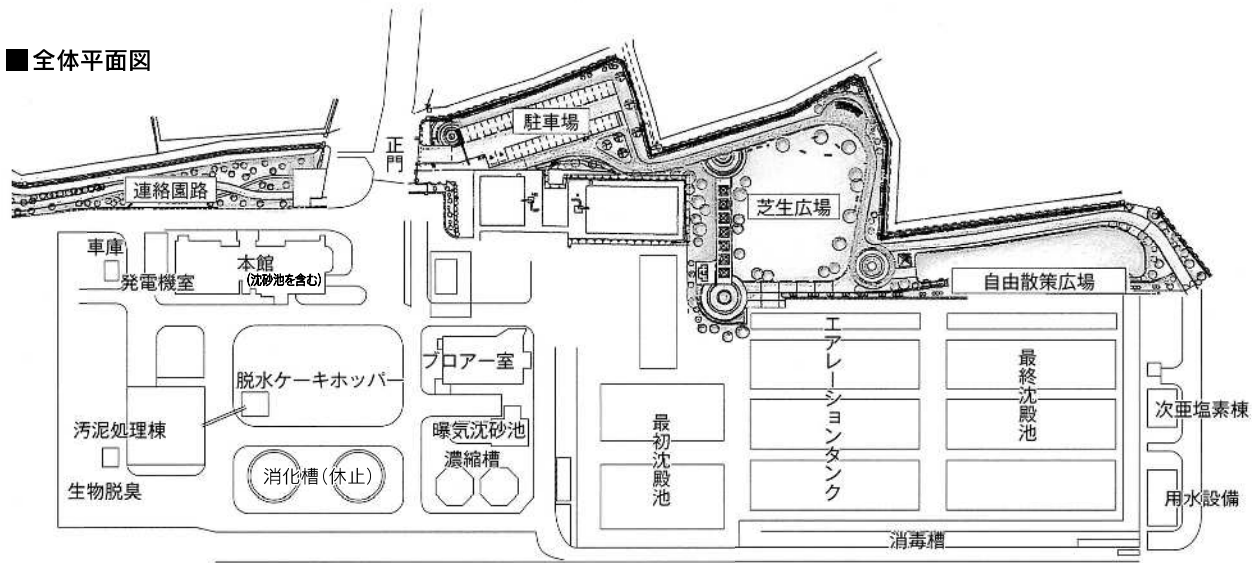 ■全体平面図
駐車場
正門
連絡園路
芝生広場
車庫
発電機室
本館
(沈砂池を含む)
自由散策広場
ブロアー室
脱水ケーキホッパー
エアレーションタンク
最終沈殿池
次亜塩素棟
汚泥処理棟
曝気沈砂池
最初沈殿池
濃縮槽
消化槽(休止)
生物脱臭
用水設備
消毒槽